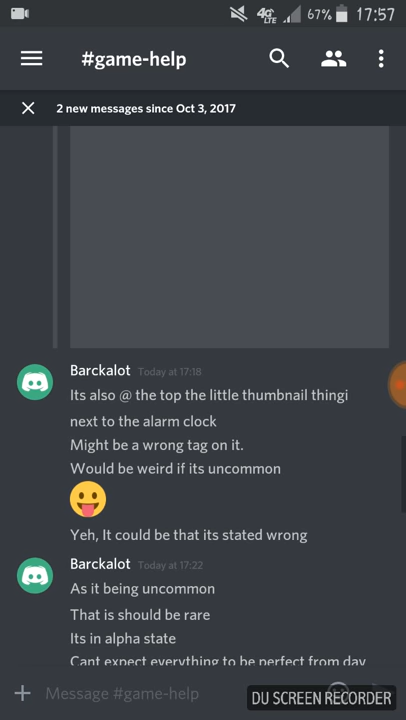 4G LTE 67% 17:57
#game-help
2 new messages since Oct 3, 2017
Barckalot Today at 17:18
Its also @ the top the little thumbnail thingi
next to the alarm clock
Might be a wrong tag on it.
Would be weird if its uncommon
Yeh, It could be that its stated wrong
Barckalot Today at 17:22
As it being uncommon
That is should be rare
Its in alpha state
Cant expect everything to be perfect from day
Message #game-help
DU SCREEN RECORDER